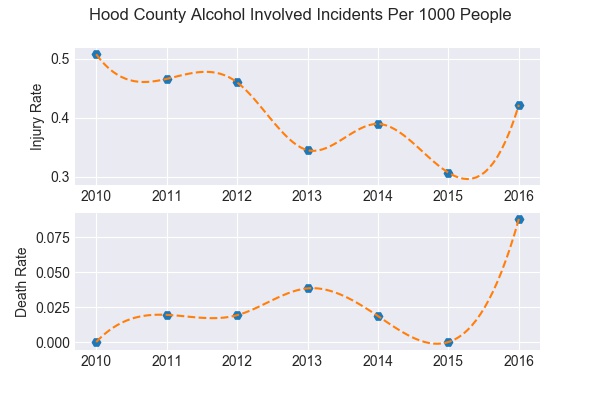 Hood County Alcohol Involved Incidents Per 1000 People
Injury Rate
0.5
0.4
0.3
2010 2011 2012 2013 2014 2015 2016
Death Rate
0.075
0.050
0.025
0.000
2010 2011 2012 2013 2014 2015 2016